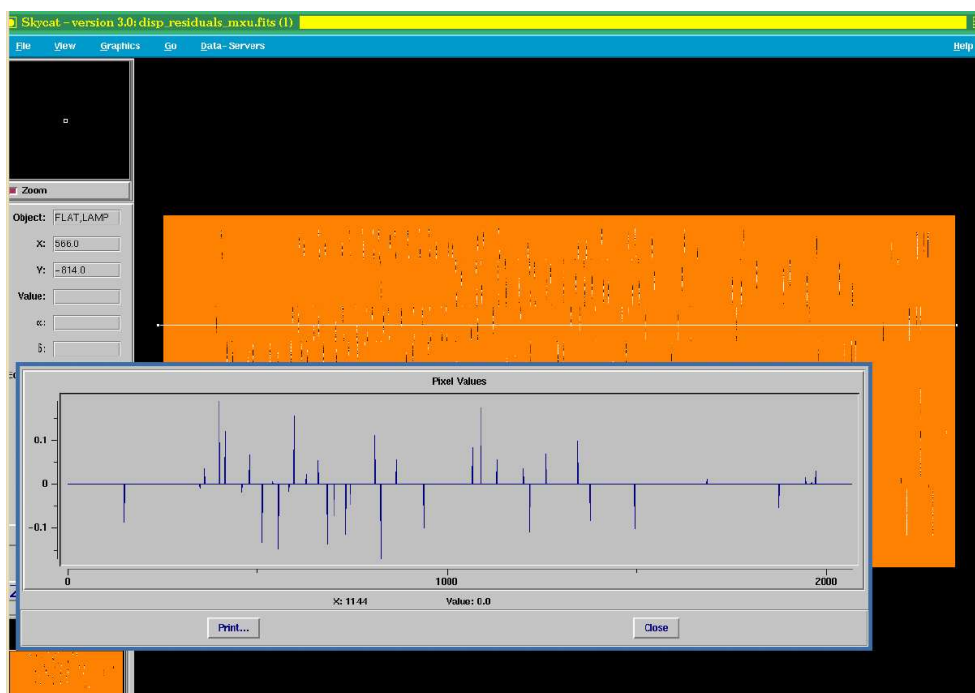 Skycat - version 3.0: disp_residuals_mxu.fits (1)
File View Graphics Go Data-Servers Help
Zoom
Object: FLAT,LAMP
X: 566.0
Y: -814.0
Value:
α:
δ:
Pixel Values
0.1
0
-0.1
0 1000 2000
X: 1144 Value: 0.0
Print... Close